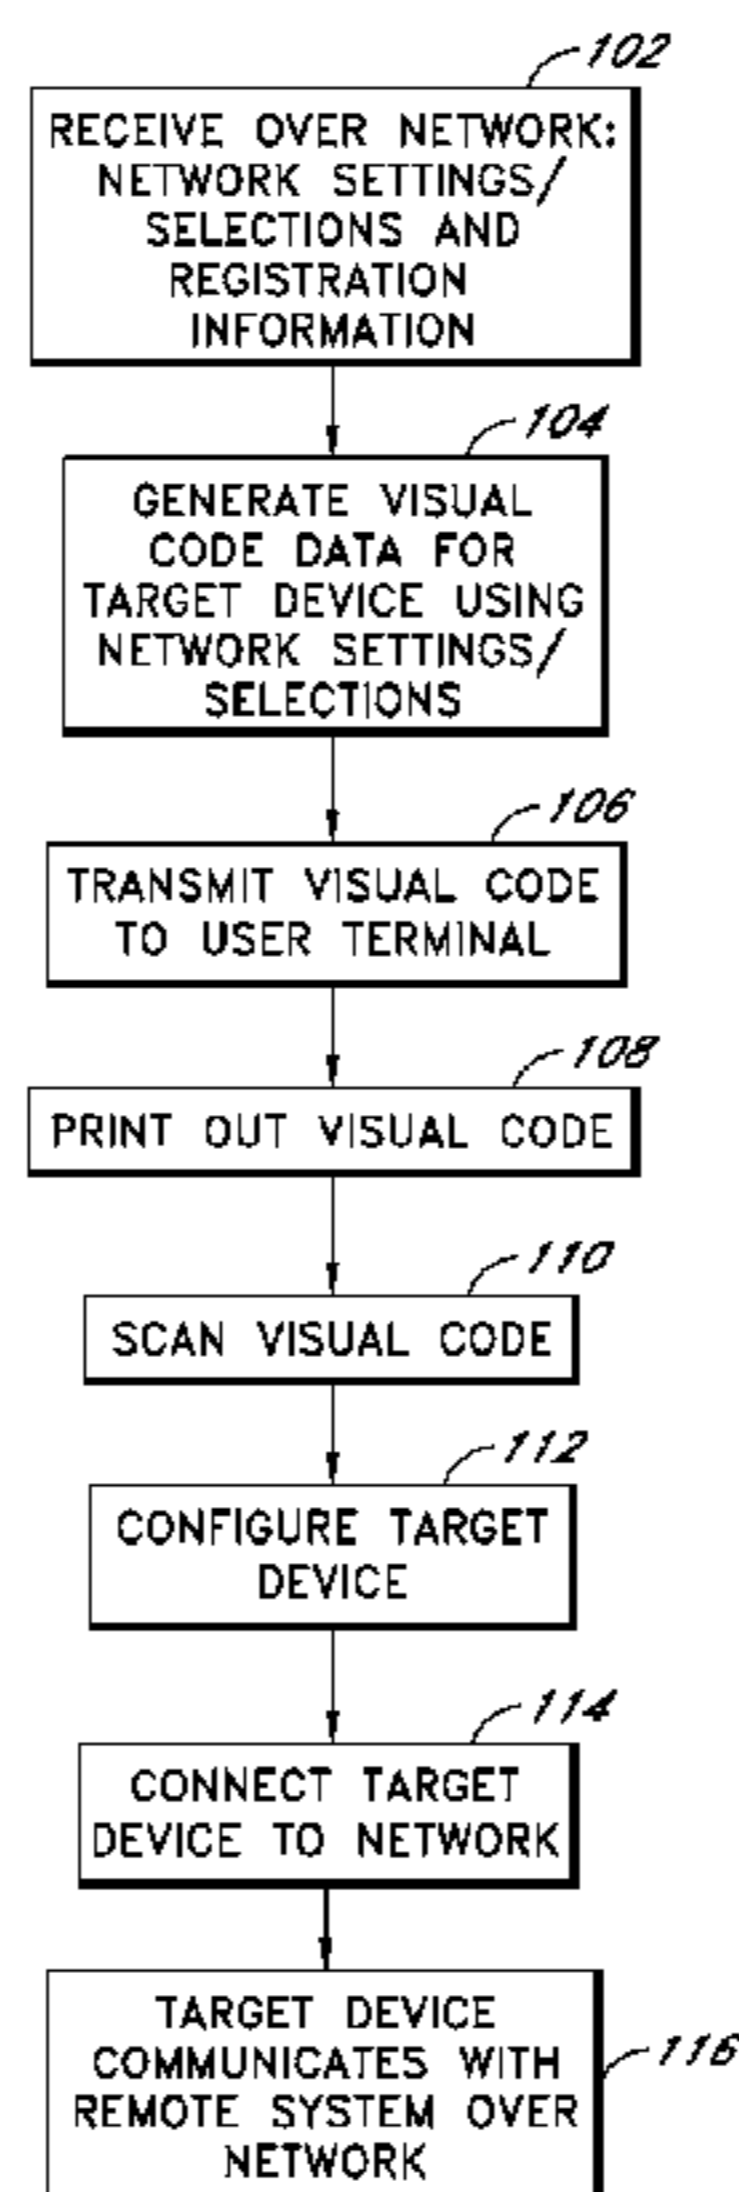 102
RECEIVE OVER NETWORK:
NETWORK SETTINGS/
SELECTIONS AND
REGISTRATION
INFORMATION
104
GENERATE VISUAL
CODE DATA FOR
TARGET DEVICE USING
NETWORK SETTINGS/
SELECTIONS
106
TRANSMIT VISUAL CODE
TO USER TERMINAL
108
PRINT OUT VISUAL CODE
110
SCAN VISUAL CODE
112
CONFIGURE TARGET
DEVICE
114
CONNECT TARGET
DEVICE TO NETWORK
TARGET DEVICE
116
COMMUNICATES WITH
REMOTE SYSTEM OVER
NETWORK